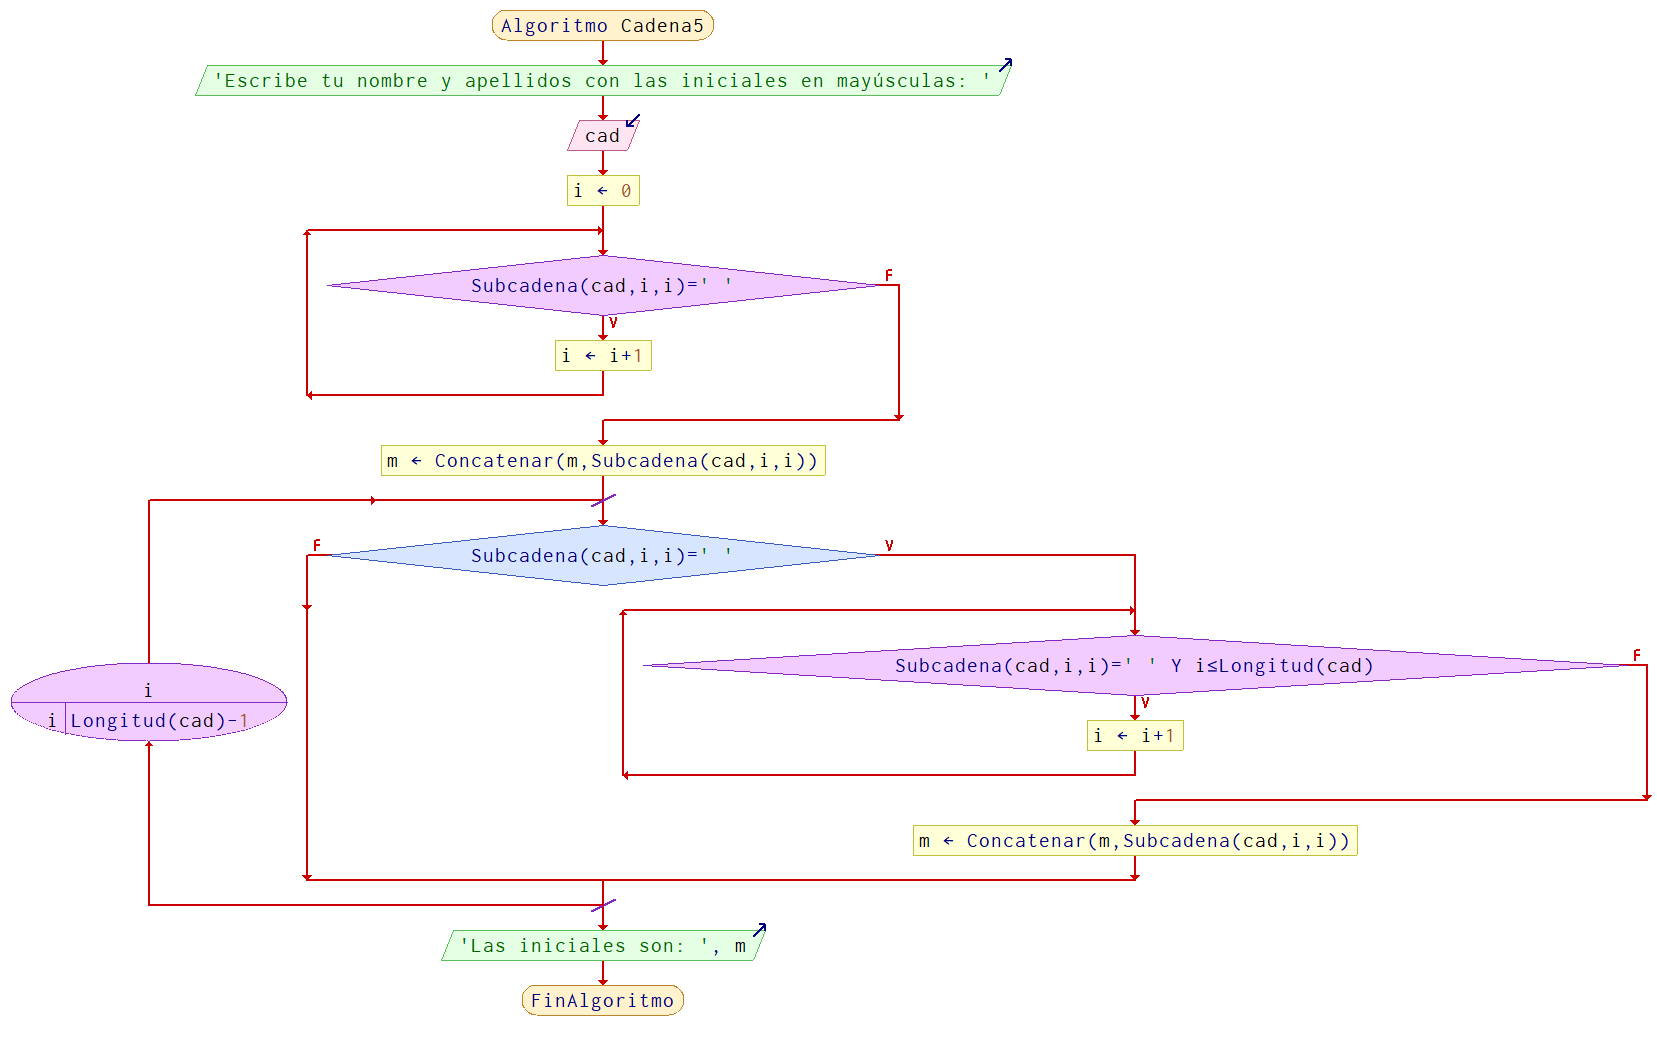 Algoritmo Cadena5
'Escribe tu nombre y apellidos con las iniciales en mayúsculas: '
cad
i ← 0
Subcadena(cad,i,i)=' '
F
V
i ← i+1
m ← Concatenar(m,Subcadena(cad,i,i))
F
Subcadena(cad,i,i)=' '
V
Subcadena(cad,i,i)=' ' Y i≤Longitud(cad)
F
V
i
i Longitud(cad)-1
i ← i+1
m ← Concatenar(m,Subcadena(cad,i,i))
'Las iniciales son: ', m
FinAlgoritmo